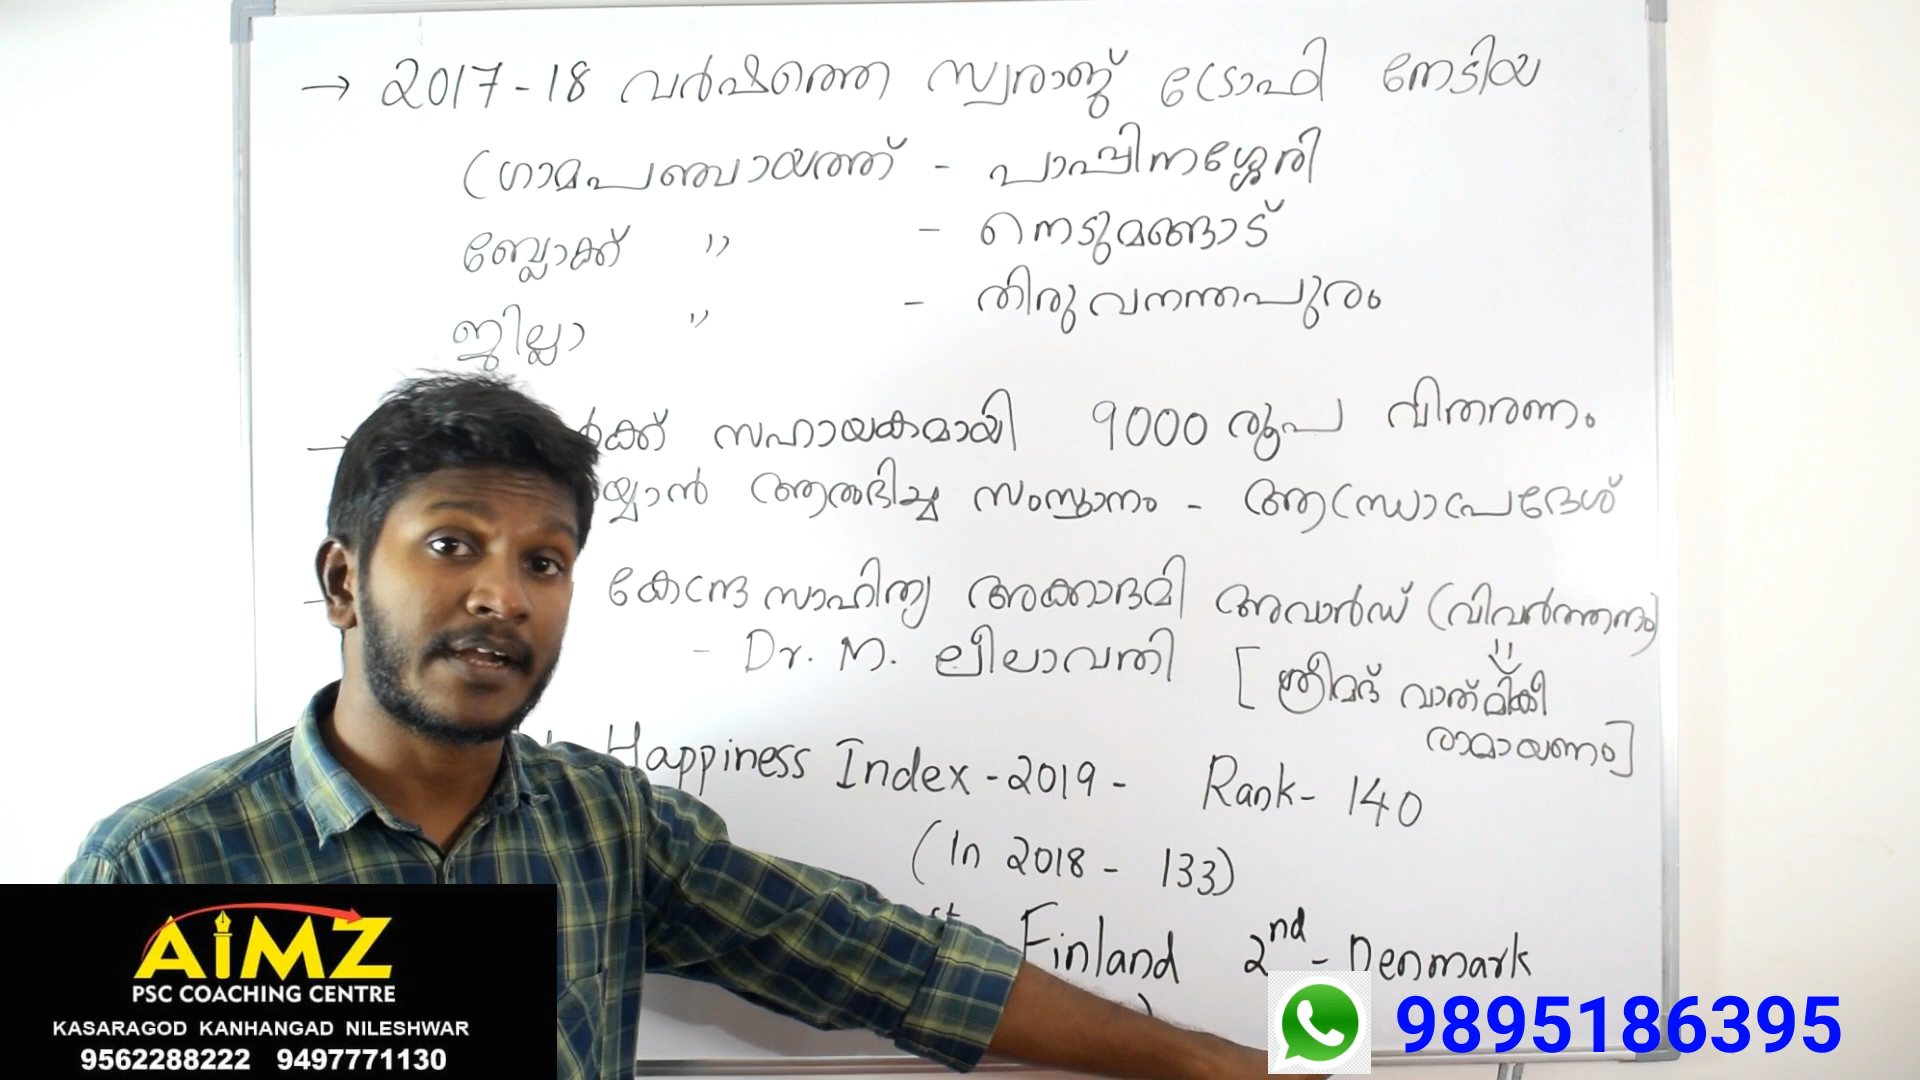 → 2017-18 വർഷത്തെ സ്വരാജ് ട്രോഫി നേടിയ
ഗ്രാമപഞ്ചായത്ത് - പാപ്പിനിശ്ശേരി
ബ്ലോക്ക് " - നെടുമങ്ങാട്
ജില്ലാ " - തിരുവനന്തപുരം
→ സഹായകമായി 9000 രൂപ വിതരണം
ആരംഭിച്ച സംസ്ഥാനം - ആന്ധ്രാപ്രദേശ്
കേന്ദ്ര സാഹിത്യ അക്കാദമി അവാർഡ് (വിവർത്തനം)
- Dr. M. ലീലാവതി [ശ്രീമദ് വാത്മീകി
രാമായണം]
Happiness Index - 2019 - Rank - 140
(In 2018 - 133)
st Finland 2nd - Denmark
AiMZ
PSC COACHING CENTRE
KASARAGOD KANHANGAD NILESHWAR
9562288222 9497771130
9895186395